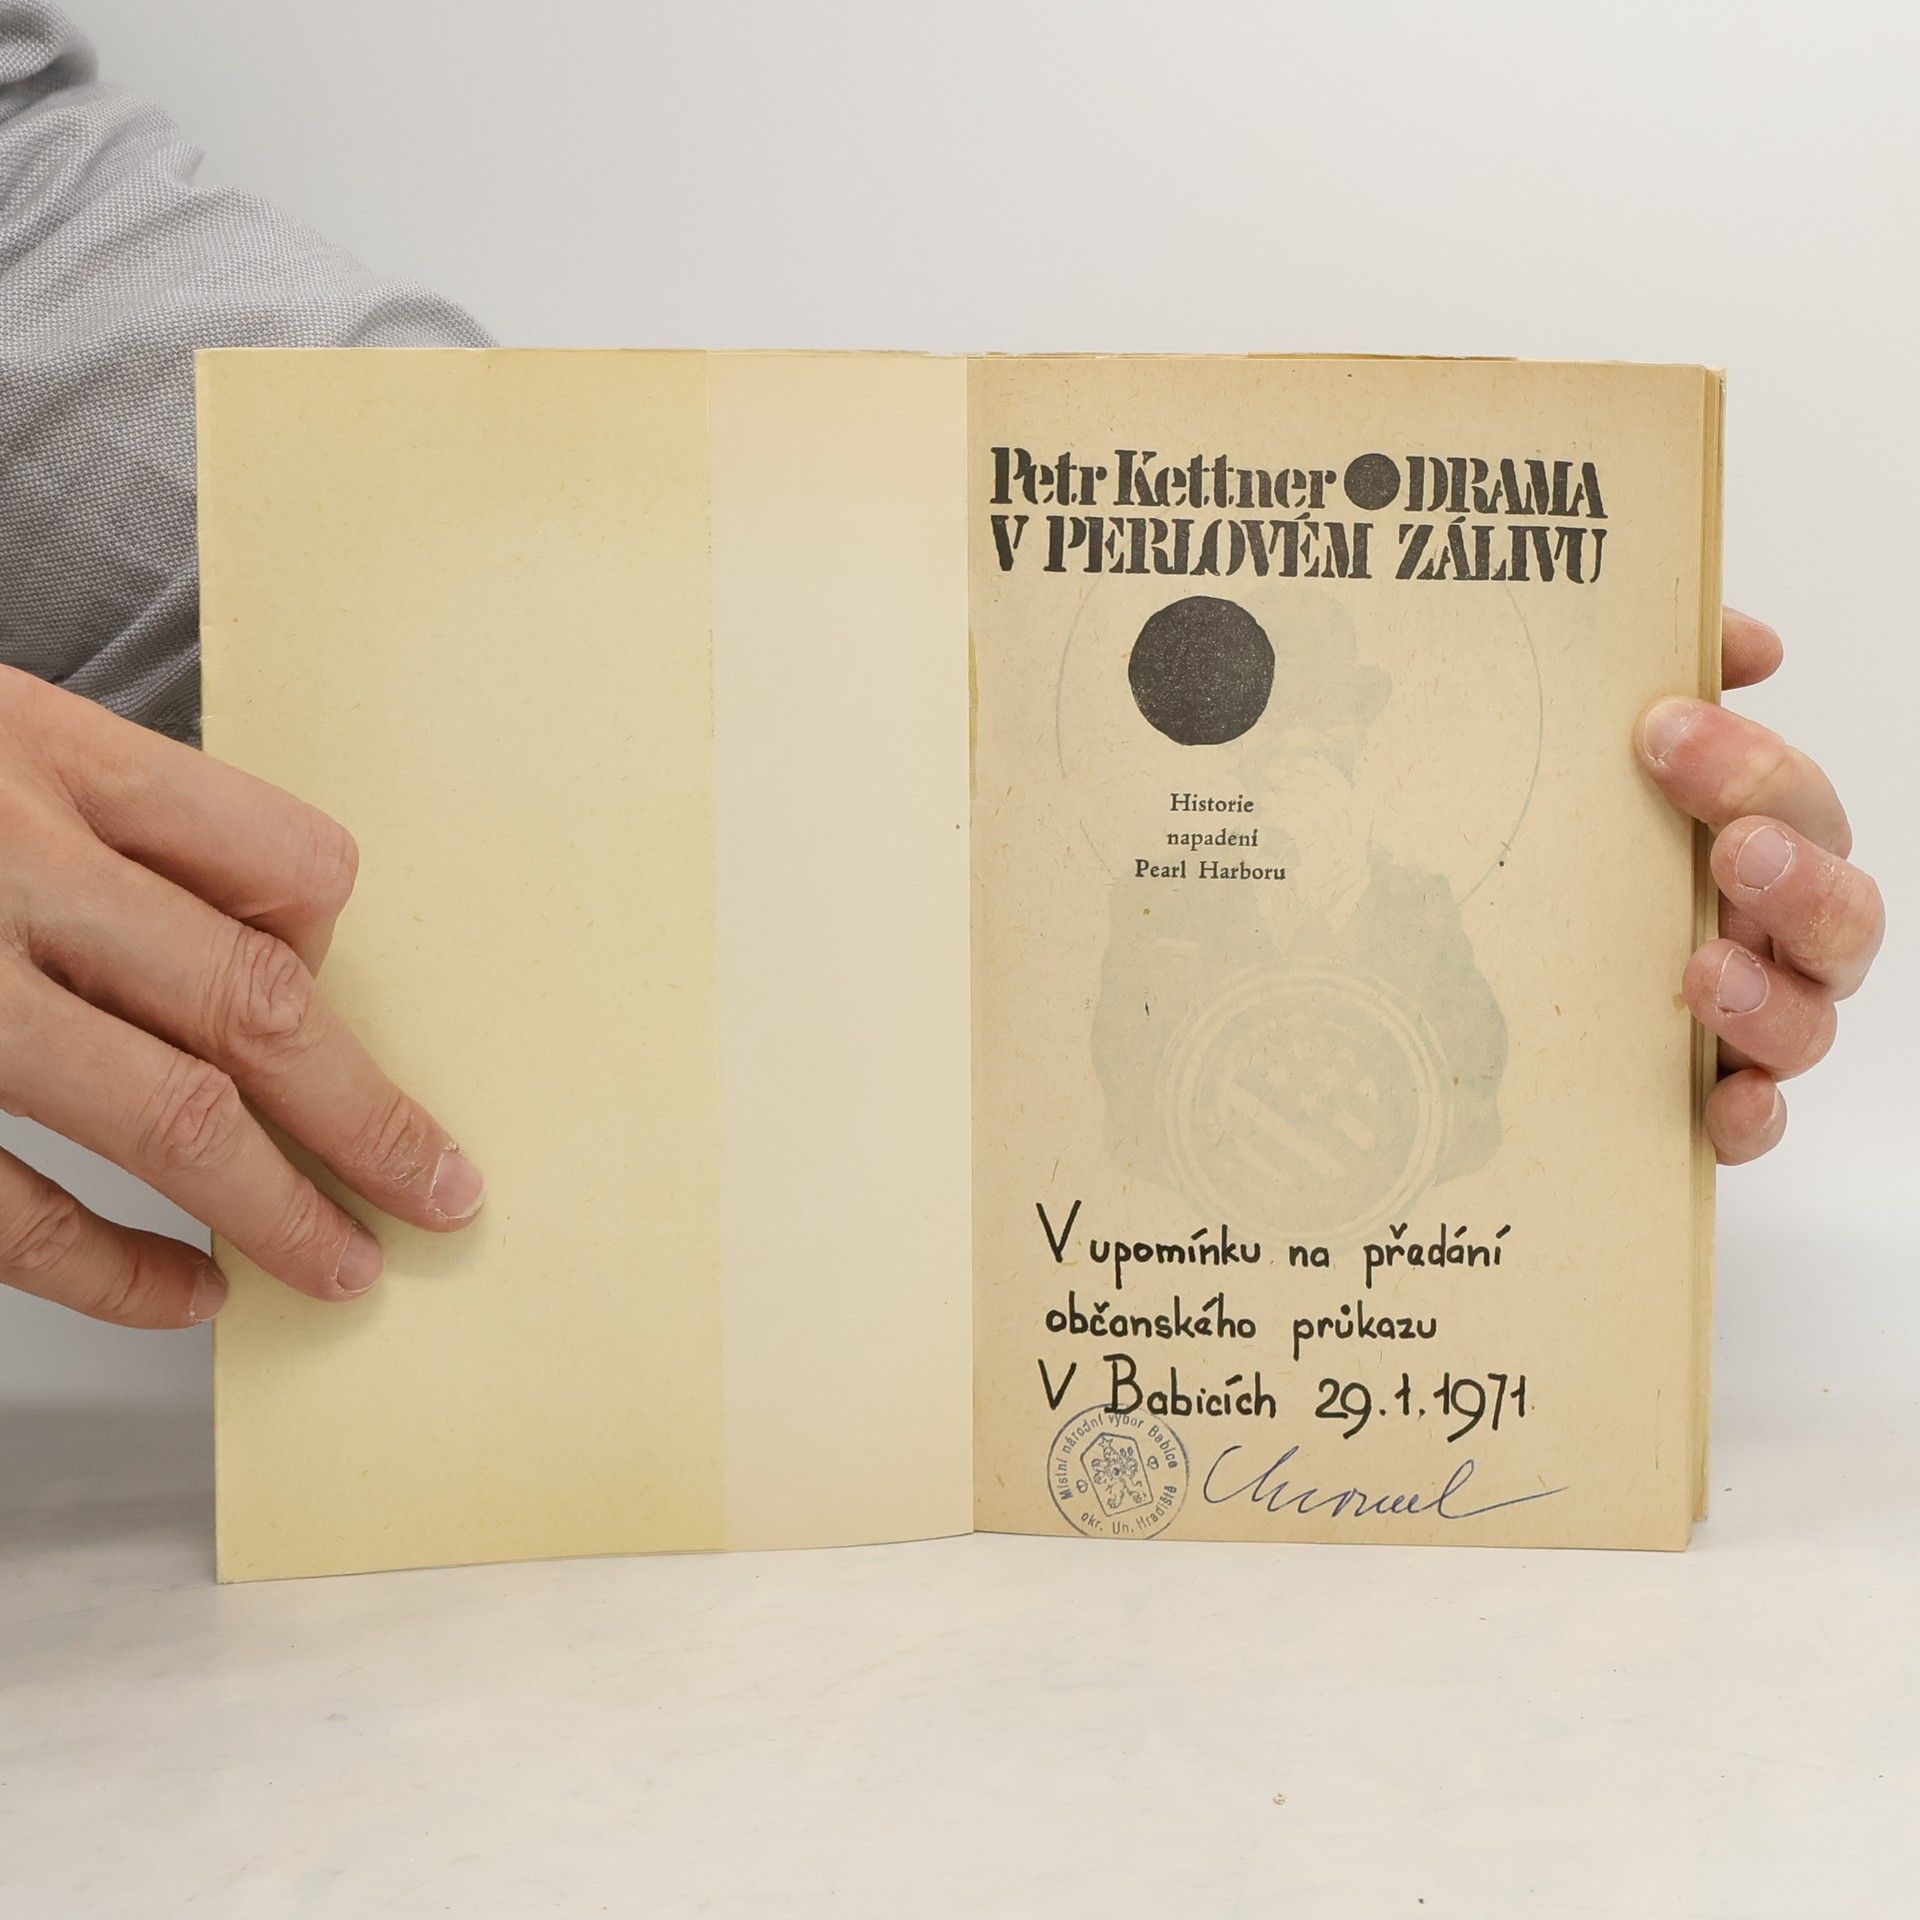 Petr Kettner ● DRAMA
V PERLOVÉM ZÁLIVU
Historie
napadení
Pearl Harboru
V upomínku na předání
občanského průkazu
V Babicích 29.1.1971.
Místní národní výbor Babice
okr. Uh. Hradiště